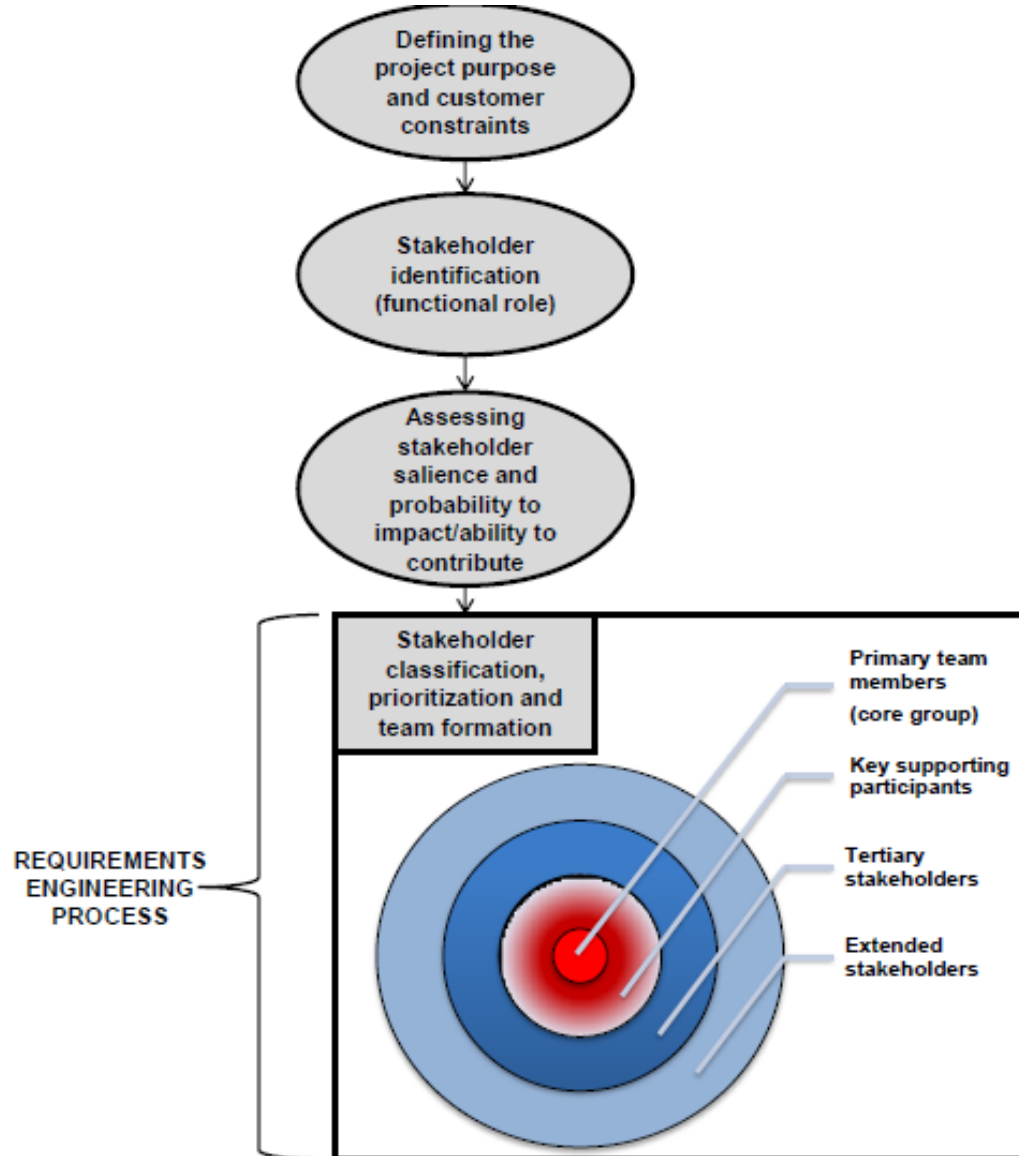 Defining the
project purpose
and customer
constraints
Stakeholder
identification
(functional role)
Assessing
stakeholder
salience and
probability to
impact/ability to
contribute
Stakeholder
classification,
prioritization and
team formation
Primary team
members
(core group)
Key supporting
participants
Tertiary
stakeholders
Extended
stakeholders
REQUIREMENTS
ENGINEERING
PROCESS